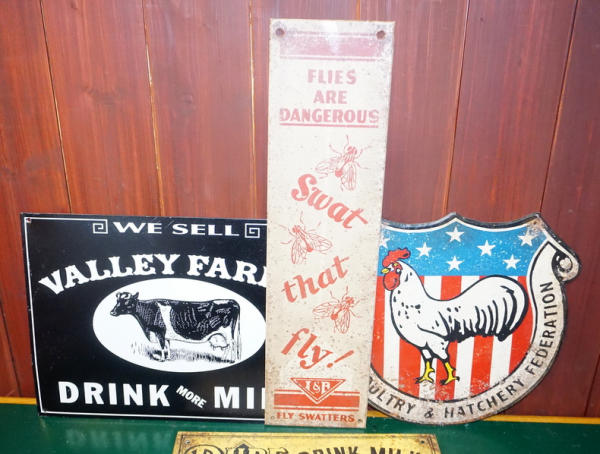 FLIES
ARE
DANGEROUS
Swat
that
fly!
FLY SWATTERS
WE SELL
VALLEY FAR
DRINK MORE MI
ULTRY & HATCHERY FEDERATION
DRINK MILK